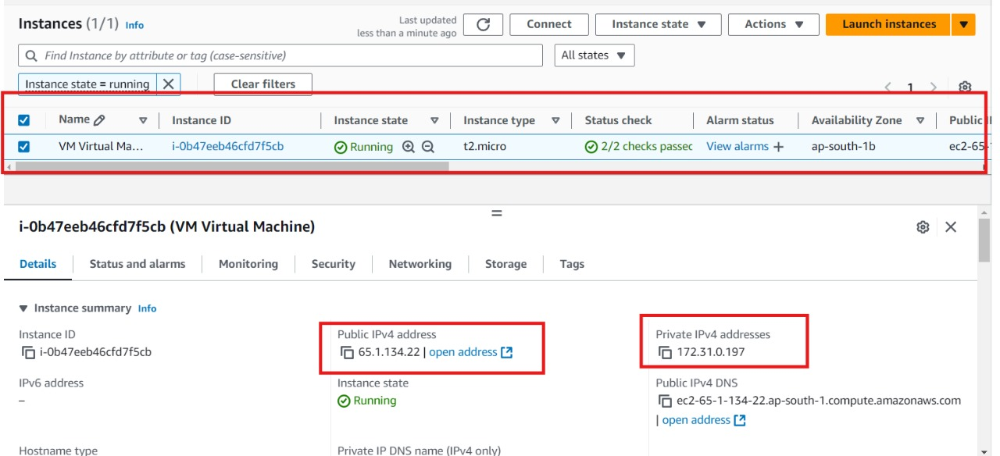 Instances (1/1) Info
Last updated
less than a minute ago
Connect
Instance state
Actions
Launch instances
Find Instance by attribute or tag (case-sensitive)
All states
Instance state = running
Clear filters
1
Name Instance ID Instance state Instance type Status check Alarm status Availability Zone Public
VM Virtual Ma... i-0b47eeb46cfd7f5cb Running t2.micro 2/2 checks passed View alarms + ap-south-1b ec2-65-
i-0b47eeb46cfd7f5cb (VM Virtual Machine)
Details Status and alarms Monitoring Security Networking Storage Tags
Instance summary Info
Instance ID
i-0b47eeb46cfd7f5cb
Public IPv4 address
65.1.134.22 | open address
Private IPv4 addresses
172.31.0.197
IPv6 address
–
Instance state
Running
Public IPv4 DNS
ec2-65-1-134-22.ap-south-1.compute.amazonaws.com
| open address
Hostname type
Private IP DNS name (IPv4 only)